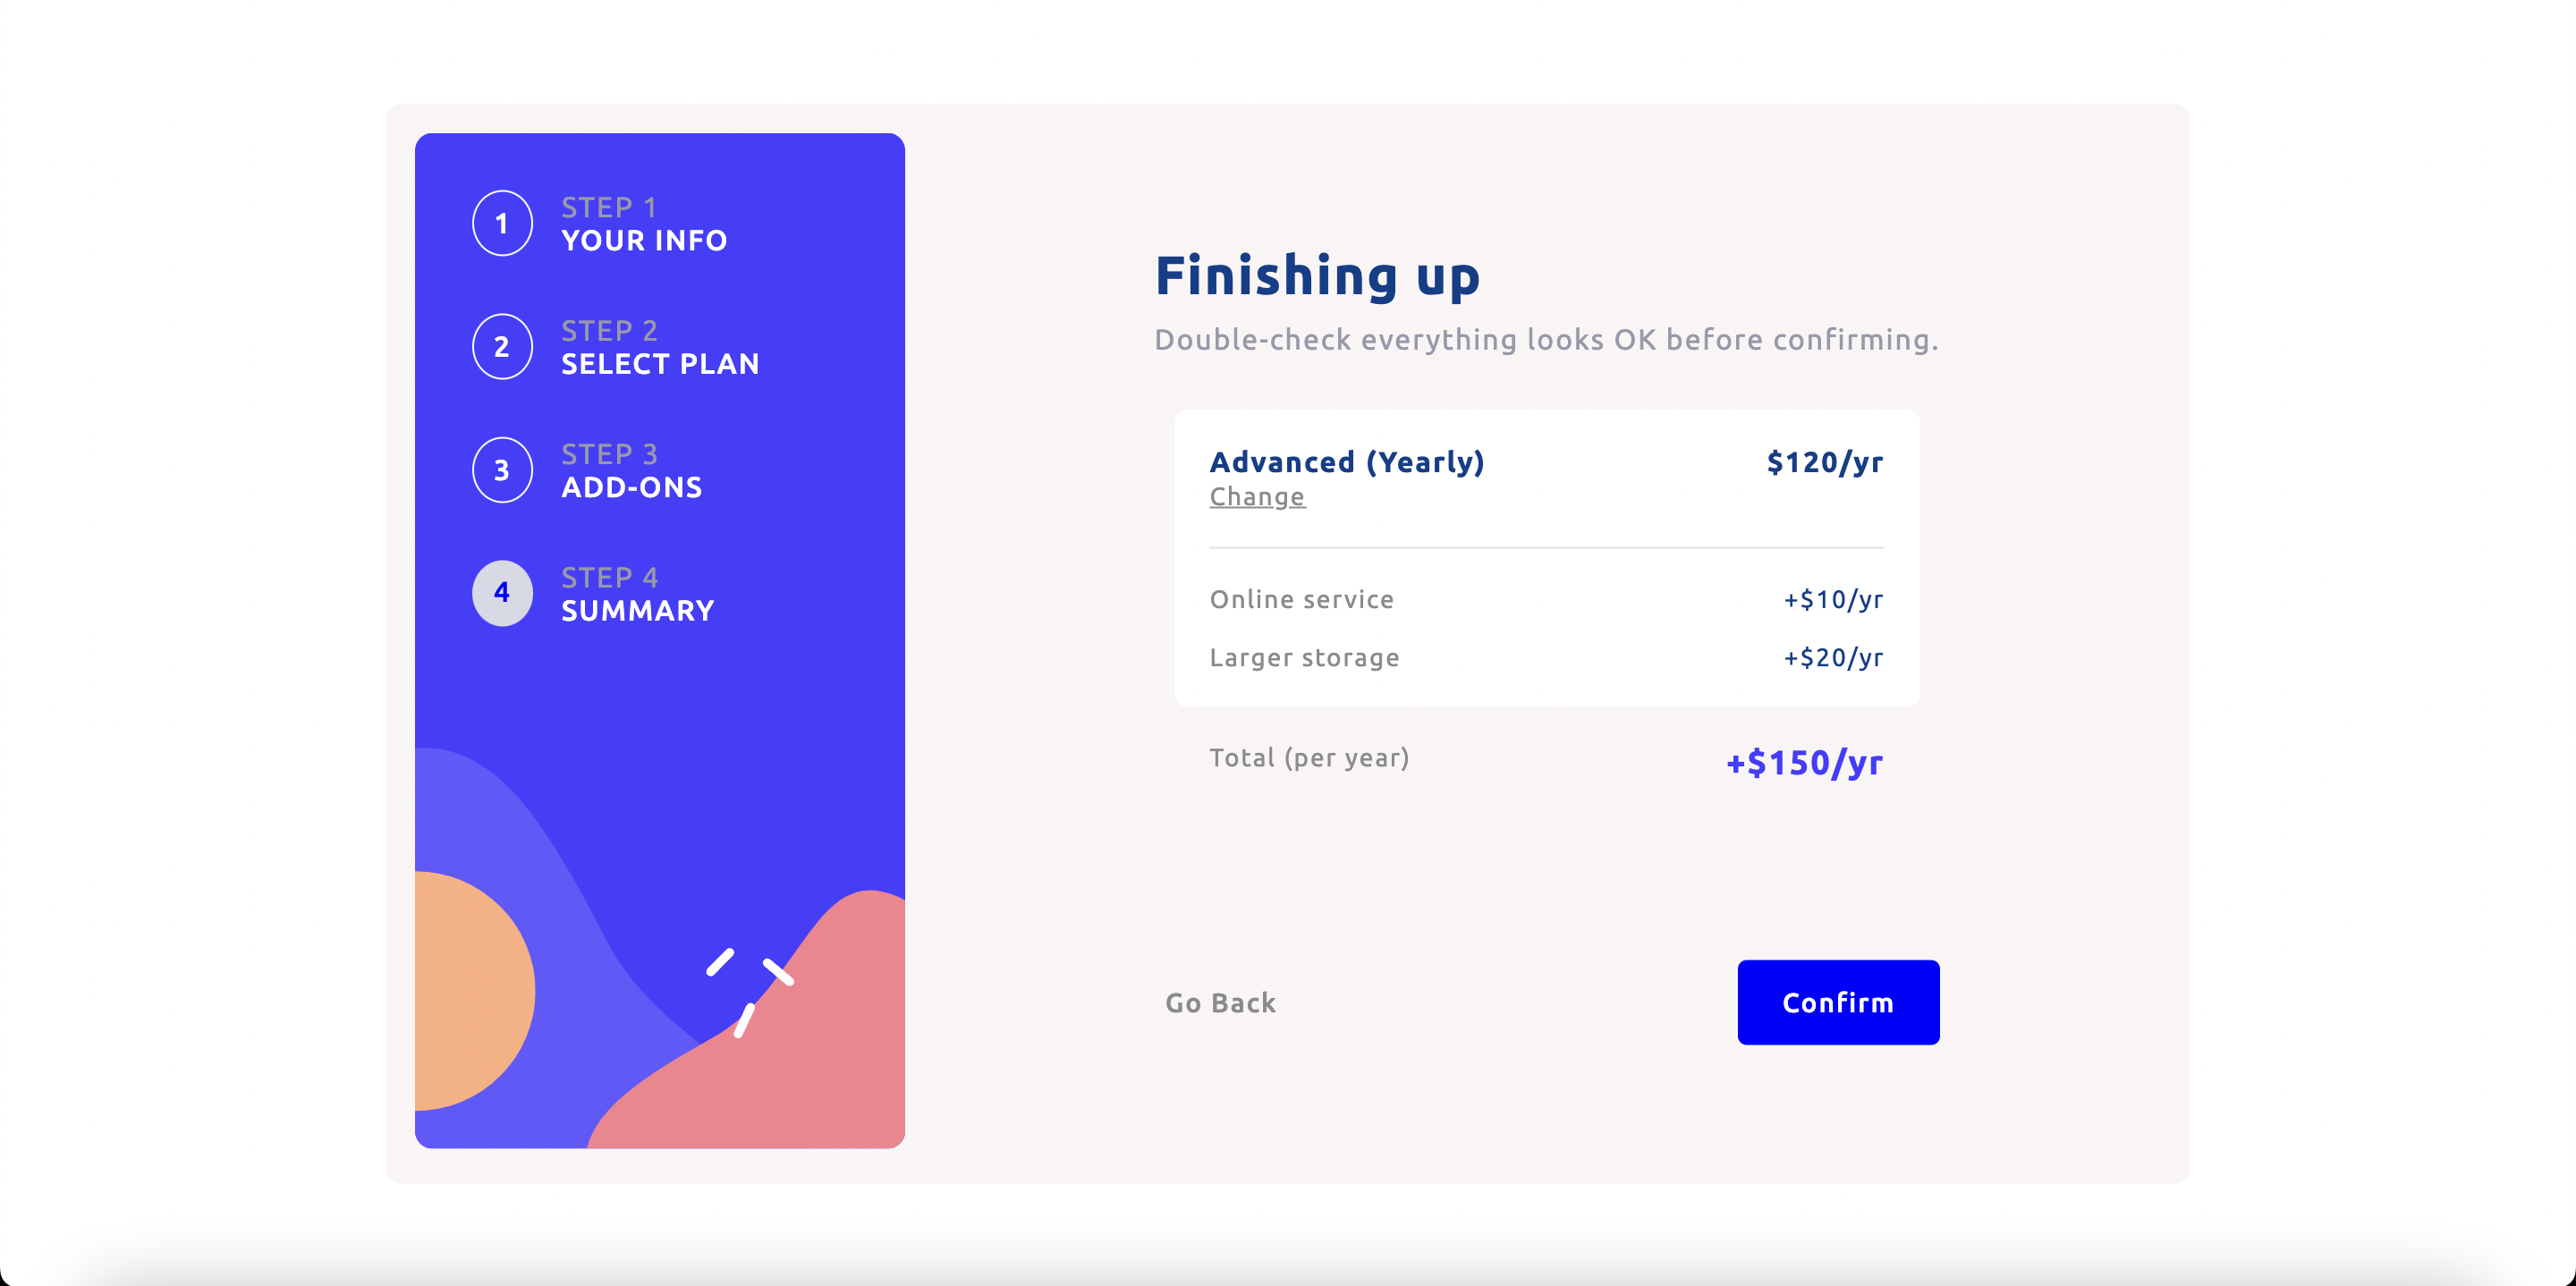 1
STEP 1
YOUR INFO
2
STEP 2
SELECT PLAN
3
STEP 3
ADD-ONS
4
STEP 4
SUMMARY
Finishing up
Double-check everything looks OK before confirming.
Advanced (Yearly) $120/yr
Change
Online service +$10/yr
Larger storage +$20/yr
Total (per year) +$150/yr
Go Back Confirm